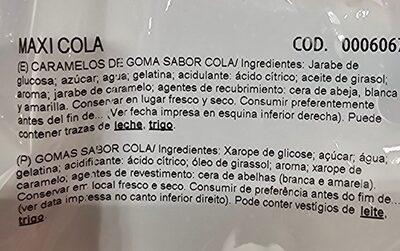 MAXI COLA COD. 0006067
(E) CARAMELOS DE GOMA SABOR COLA/ Ingredientes: Jarabe de
glucosa; azúcar; agua; gelatina; acidulante: ácido cítrico; aceite de girasol;
aroma; jarabe de caramelo; agentes de recubrimiento: cera de abeja, blanca
y amarilla. Conservar en lugar fresco y seco. Consumir preferentemente
antes del fin de... (Ver fecha impresa en esquina inferior derecha). Puede
contener trazas de leche, trigo.
(P) GOMAS SABOR COLA/ Ingredientes: Xarope de glicose; açúcar; água;
gelatina; acidificante: ácido cítrico; óleo de girassol; aroma; xarope de
caramelo; agentes de revestimento: cera de abelhas (branca e amareia).
Conservar em local fresco e seco. Consumir de preferência antes do fim de...
(ver data impressa no canto inferior direito). Pode conter vestígios de leite,
trigo.